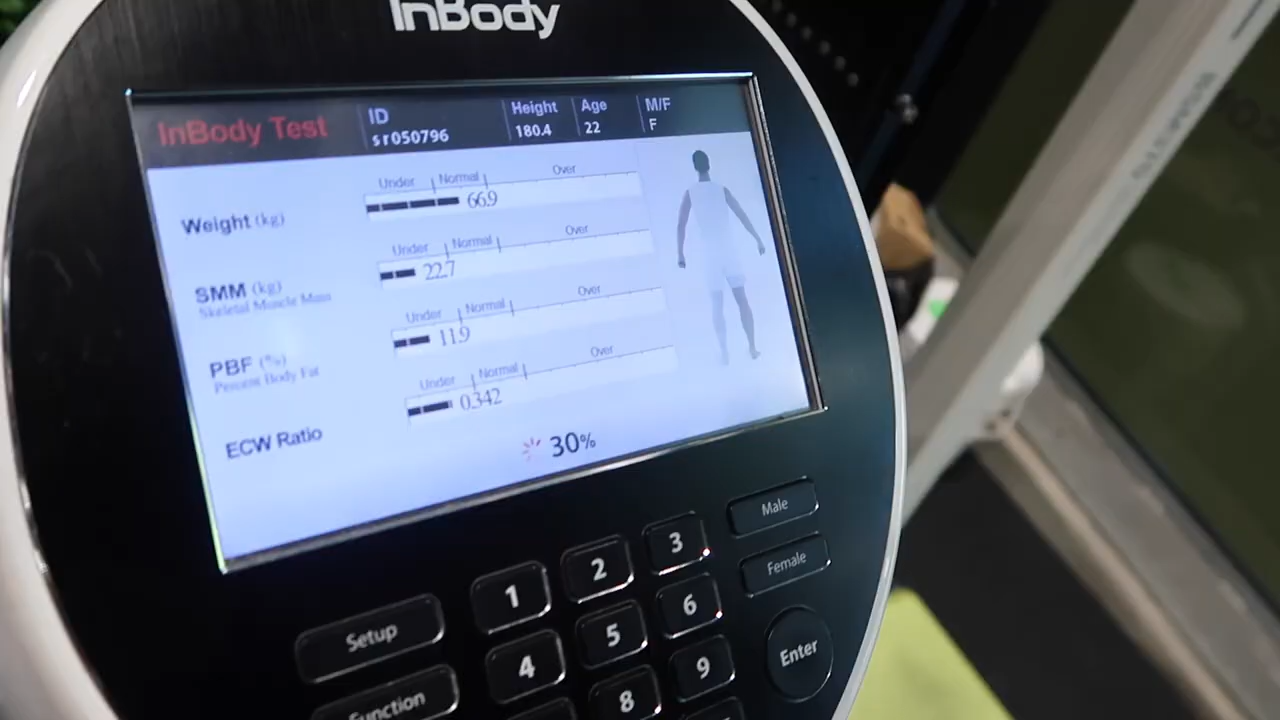 InBody
InBody Test
ID
sr050796
Height
180.4
Age
22
M/F
F
Under Normal Over
Weight (kg)
66.9
Under Normal Over
SMM (kg)
Skeletal Muscle Mass
22.7
Under Normal Over
PBF (%)
Percent Body Fat
11.9
Under Normal Over
ECW Ratio
0.342
30%
Male
Female
1 2 3
Setup 4 5 6 Enter
Function 8 9